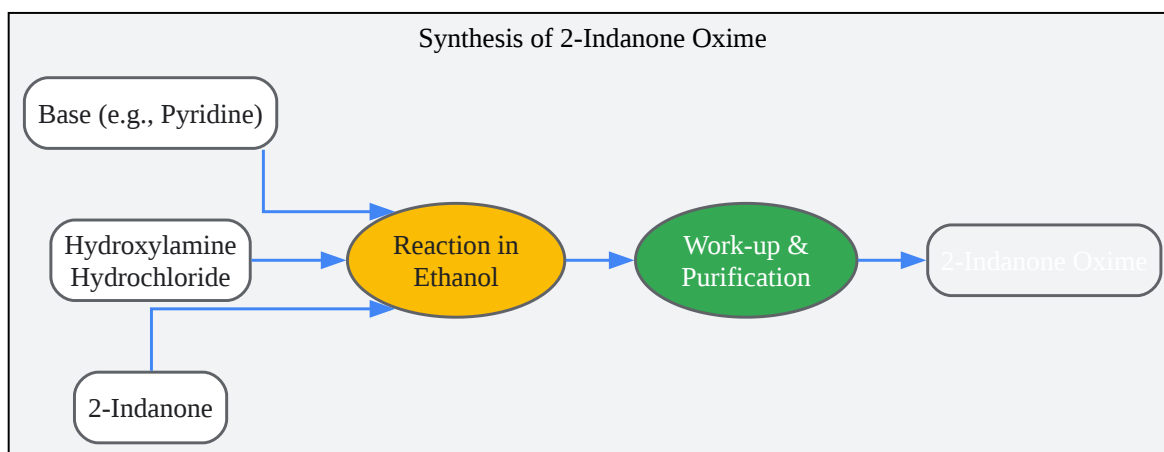 Synthesis of 2-Indanone Oxime
Base (e.g., Pyridine)
Hydroxylamine
Hydrochloride
2-Indanone
Reaction in
Ethanol
Work-up &
Purification
2-Indanone Oxime